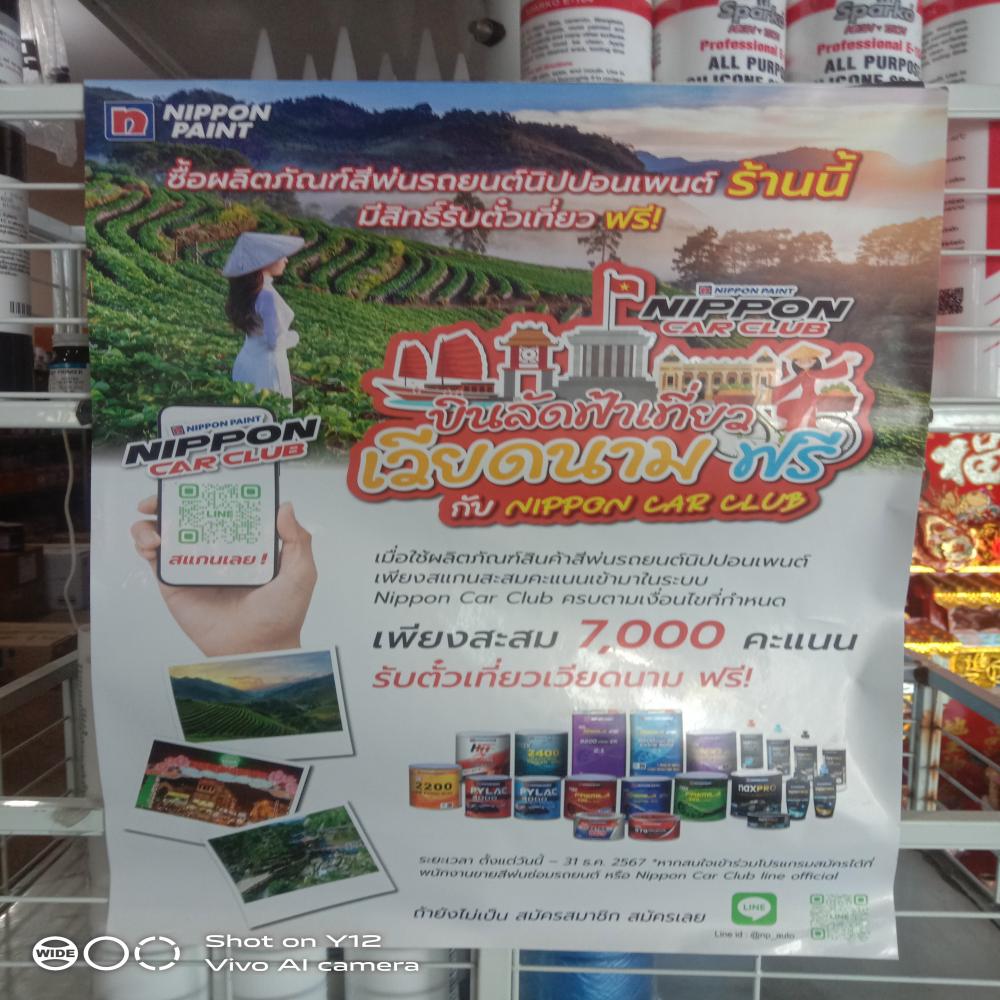 Sparko
Professional
ALL PURPOSE
NIPPON
PAINT
ซื้อผลิตภัณฑ์สีพ่นรถยนต์นิปปอนเพนต์ ร้านนี้
มีสิทธิ์รับตั๋วเที่ยว ฟรี!
NIPPON PAINT
NIPPON
CAR CLUB
บินลัดฟ้าเที่ยว
เวียดนาม ฟรี
กับ NIPPON CAR CLUB
NIPPON PAINT
NIPPON
CAR CLUB
LINE
สแกนเลย !
เมื่อใช้ผลิตภัณฑ์สินค้าสีพ่นรถยนต์นิปปอนเพนต์
เพียงสแกนสะสมคะแนนเข้ามาในระบบ
Nippon Car Club ครบตามเงื่อนไขที่กำหนด
เพียงสะสม 7,000 คะแนน
รับตั๋วเที่ยวเวียดนาม ฟรี!
2200
2400
PYLAC
PYLAC
naxPRO
ระยะเวลา ตั้งแต่วันนี้ – 31 ธ.ค. 2567 *หากสนใจเข้าร่วมโปรแกรมสมัครได้ที่
พนักงานขายสีพ่นซ่อมรถยนต์ หรือ Nippon Car Club line official
ถ้ายังไม่เป็น สมัครสมาชิก สมัครเลย
LINE
Line id : @np_auto
WIDE
Shot on Y12
Vivo AI camera